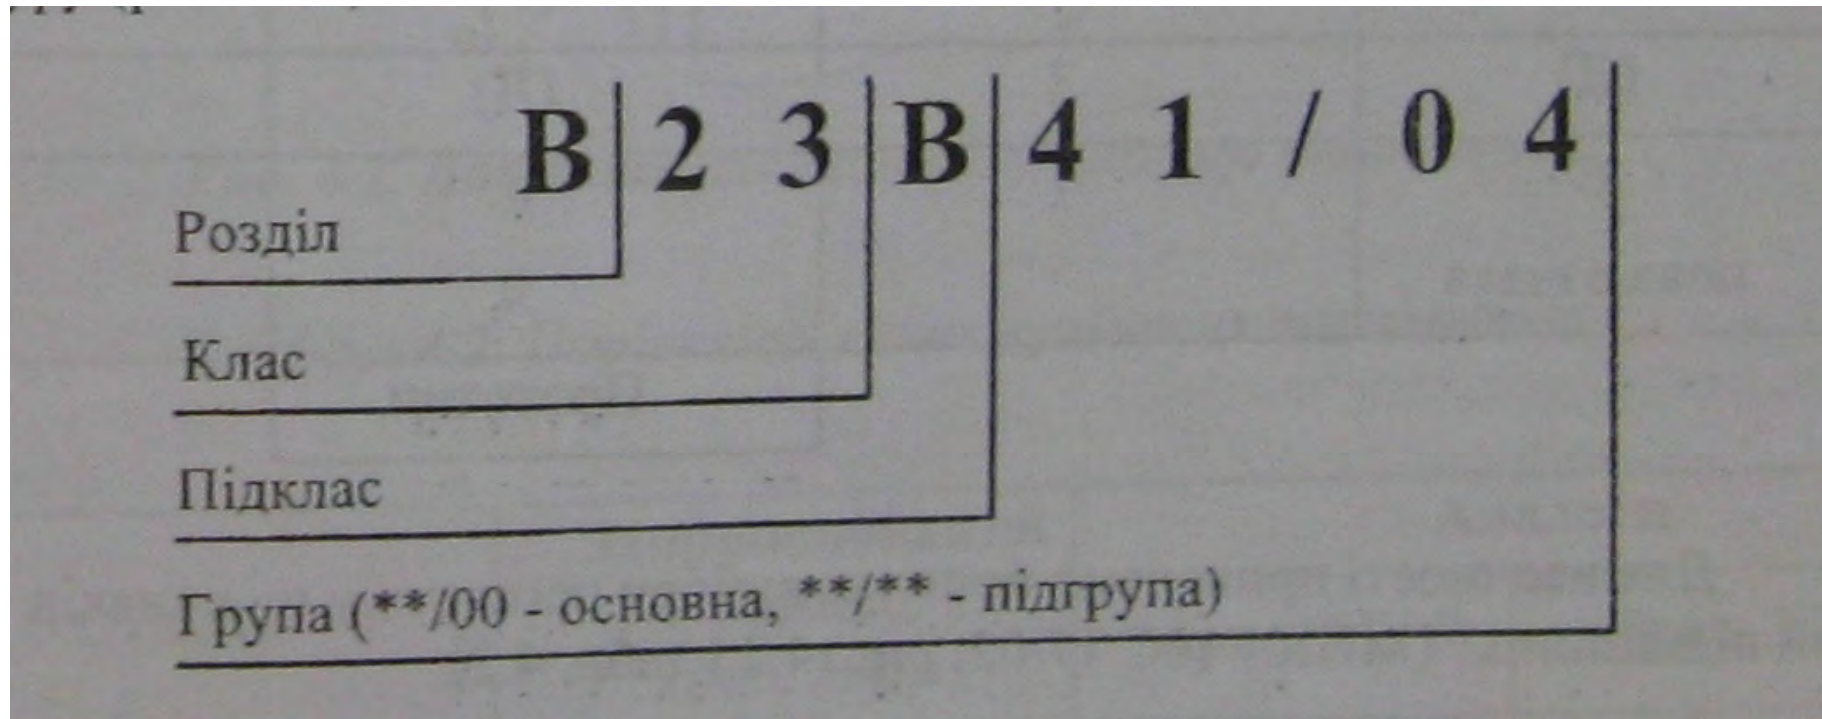 В 2 3 В 4 1 / 0 4
Розділ
Клас
Підклас
Група (**/00 - основна, **/** - підгрупа)